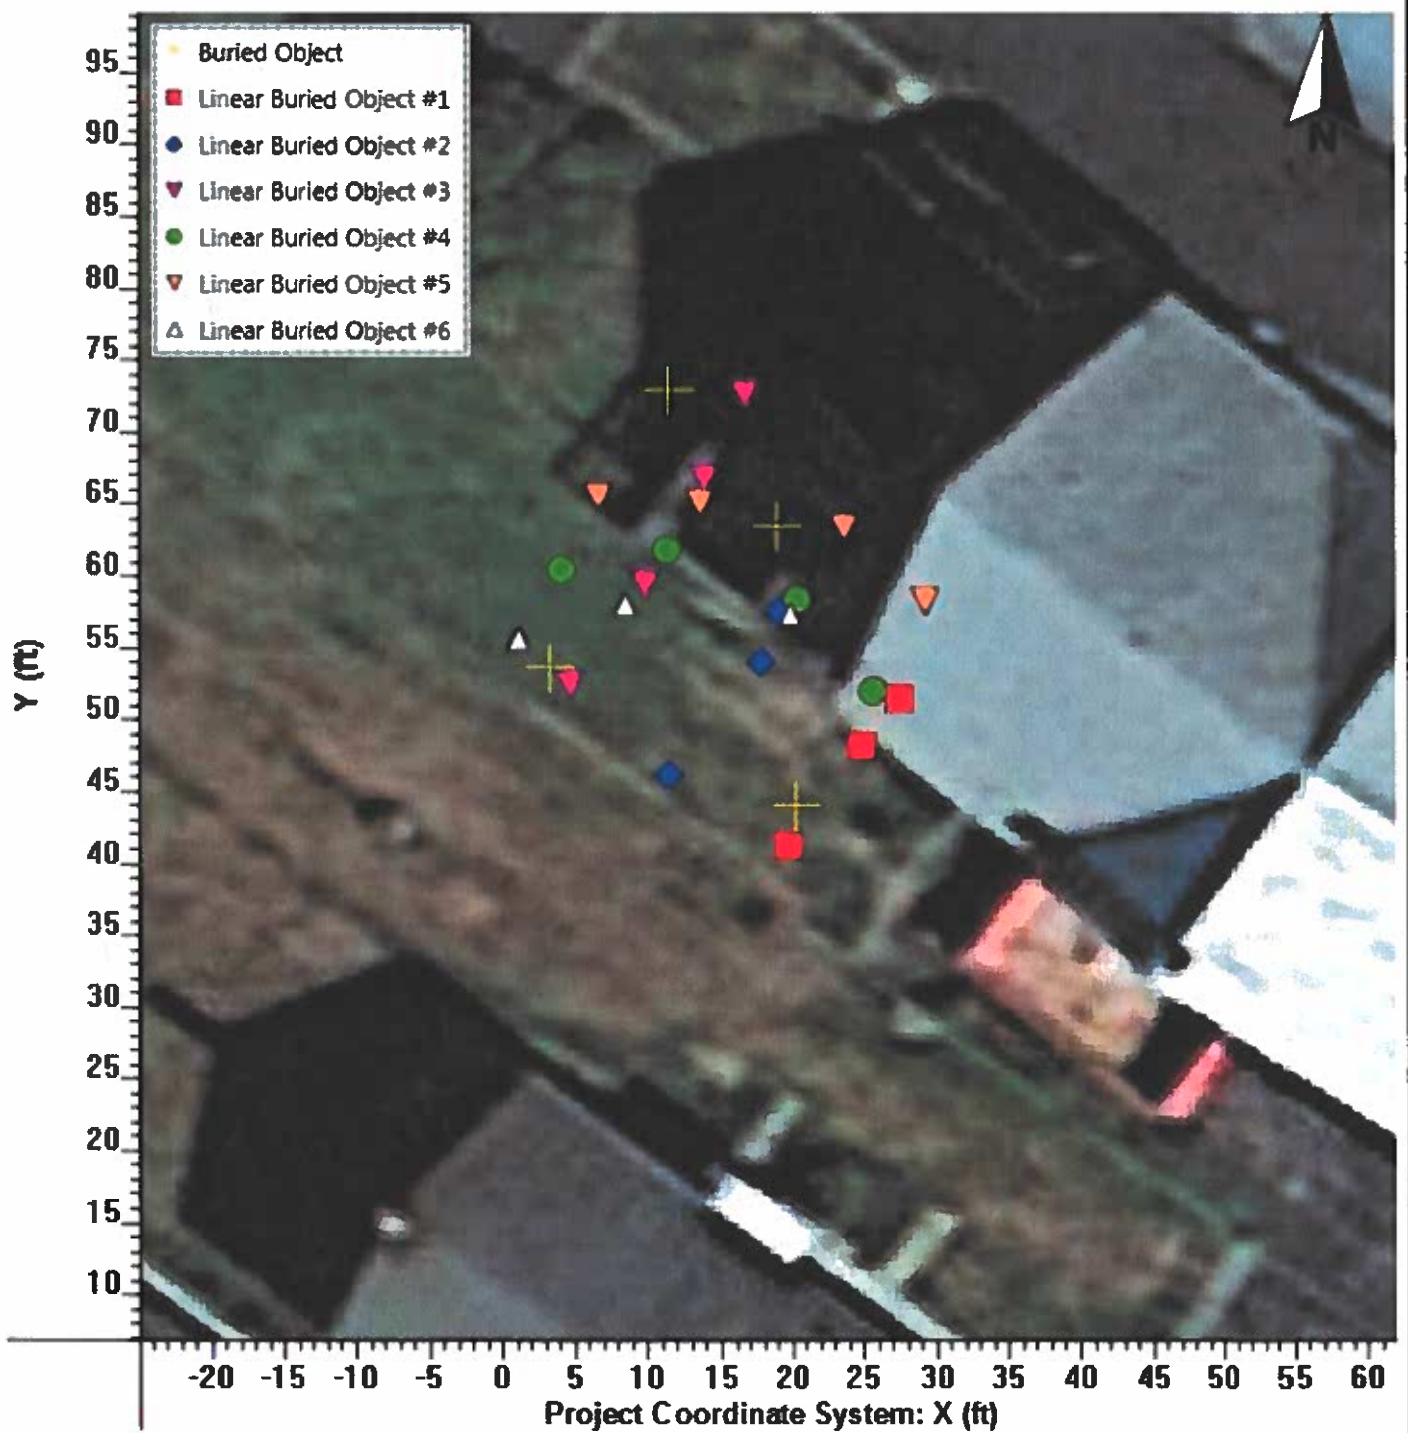 Buried Object
Linear Buried Object #1
Linear Buried Object #2
Linear Buried Object #3
Linear Buried Object #4
Linear Buried Object #5
Linear Buried Object #6
N
95
90
85
80
75
70
65
60
55
50
45
40
35
30
25
20
15
10
Y (ft)
-20 -15 -10 -5 0 5 10 15 20 25 30 35 40 45 50 55 60
Project Coordinate System: X (ft)